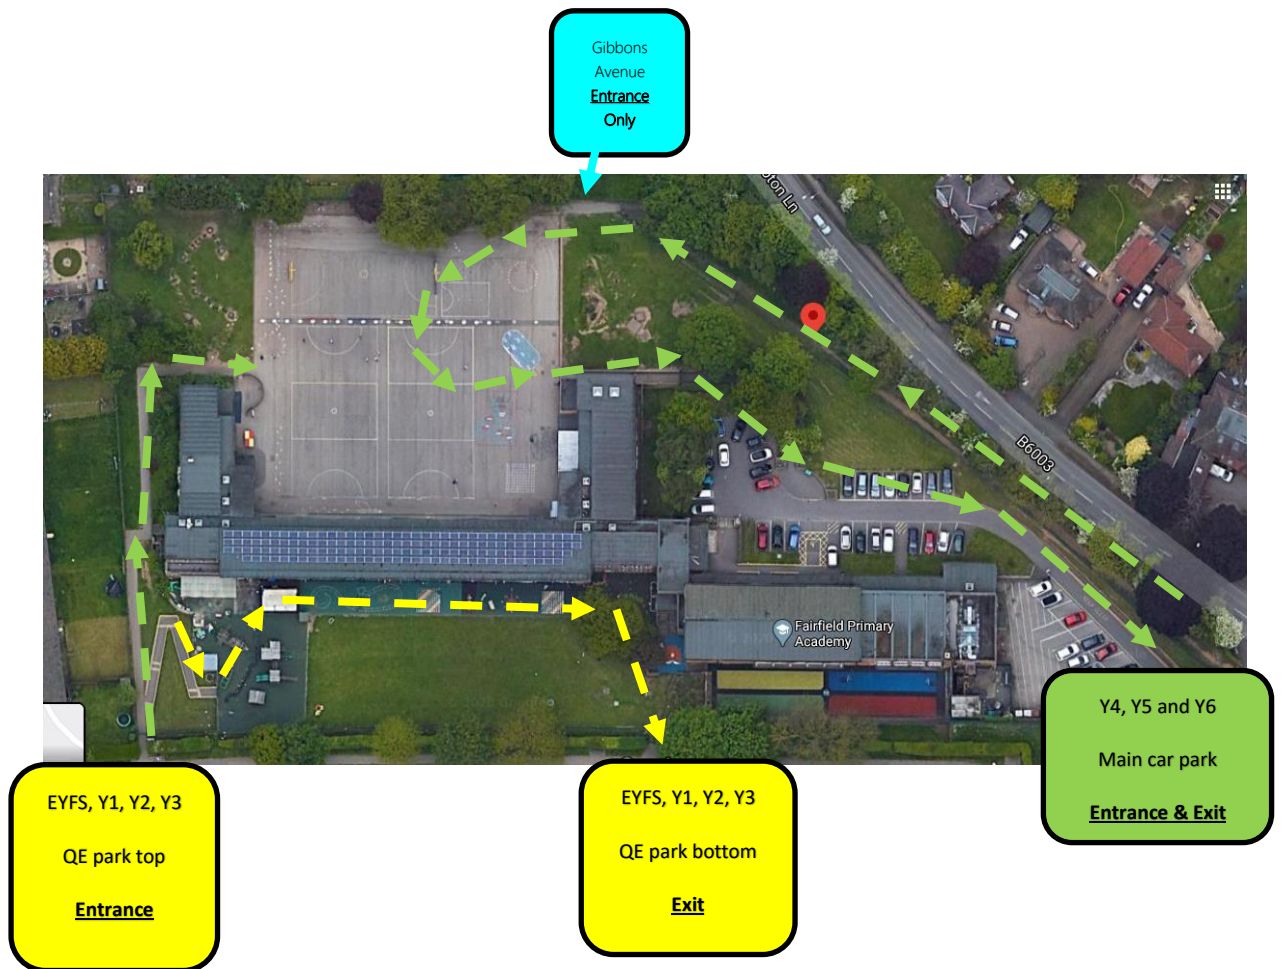 Gibbons
Avenue
Entrance
Only
B6003
Fairfield Primary
Academy
EYFS, Y1, Y2, Y3
QE park top
Entrance
EYFS, Y1, Y2, Y3
QE park bottom
Exit
Y4, Y5 and Y6
Main car park
Entrance & Exit